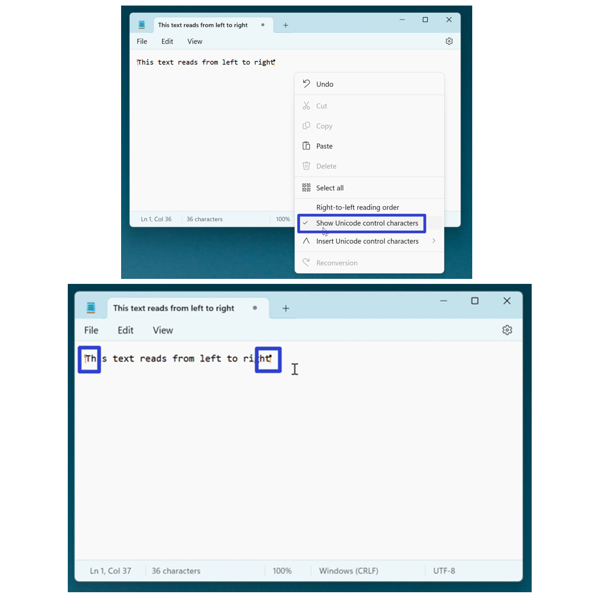 This text reads from left to right
File Edit View
This text reads from left to right
Undo
Cut
Copy
Paste
Delete
Select all
Right-to-left reading order
Show Unicode control characters
Insert Unicode control characters
Reconversion
Ln 1, Col 36 36 characters 100%
This text reads from left to right
File Edit View
This text reads from left to right
Ln 1, Col 37 36 characters 100% Windows (CRLF) UTF-8